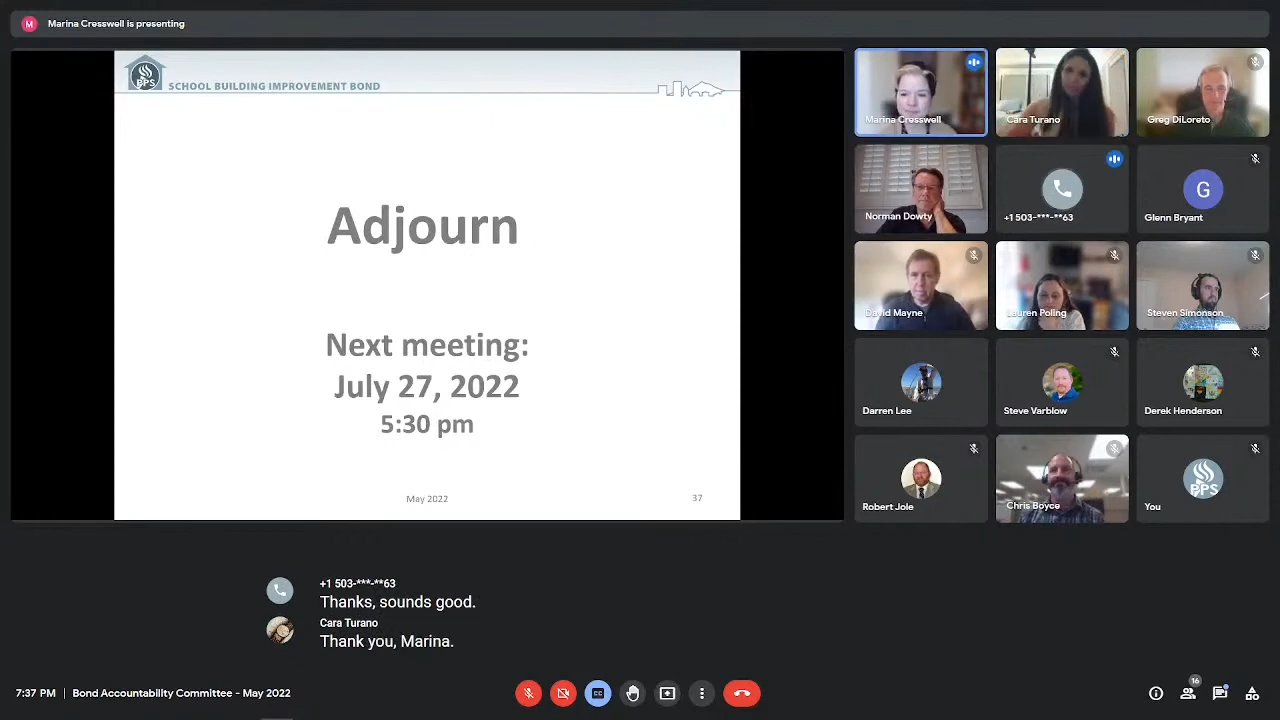 M
Marina Cresswell is presenting
PPS
SCHOOL BUILDING IMPROVEMENT BOND
Adjourn
Next meeting:
July 27, 2022
5:30 pm
May 2022
37
Marina Cresswell
Cara Turano
Greg DiLoreto
Norman Dowty
+1 503-***-**63
G
Glenn Bryant
David Mayne
Lauren Poling
Steven Simonson
Darren Lee
Steve Varblow
Derek Henderson
Robert Jole
Chris Boyce
PPS
You
+1 503-***-**63
Thanks, sounds good.
Cara Turano
Thank you, Marina.
7:37 PM | Bond Accountability Committee - May 2022
CC
16